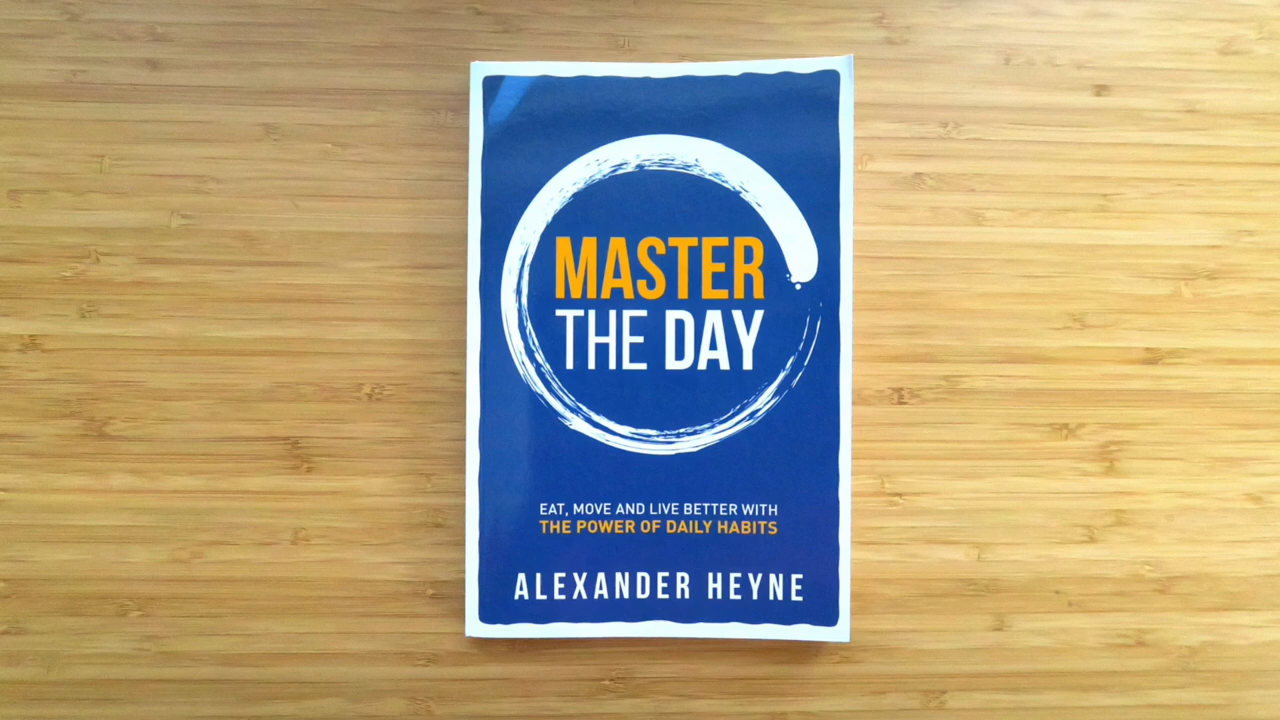 MASTER
THE DAY
EAT, MOVE AND LIVE BETTER WITH
THE POWER OF DAILY HABITS
ALEXANDER HEYNE